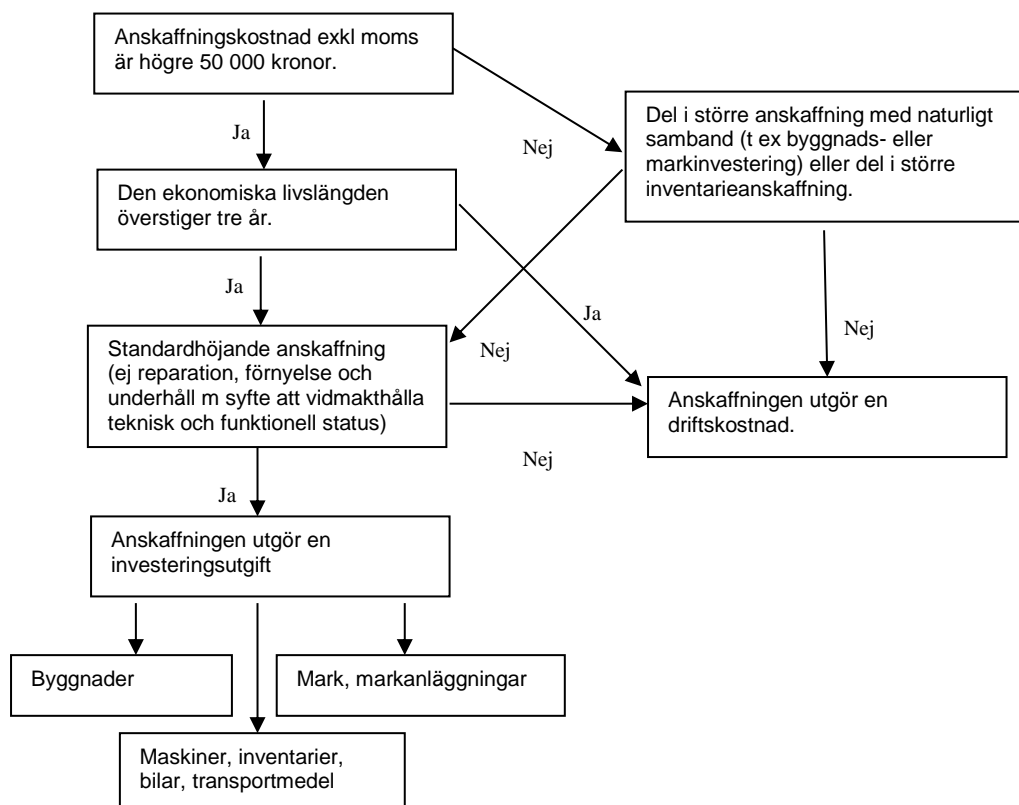 Anskaffningskostnad exkl moms
är högre 50 000 kronor.
Ja
Nej
Del i större anskaffning med naturligt
samband (t ex byggnads- eller
markinvestering) eller del i större
inventarieanskaffning.
Den ekonomiska livslängden
överstiger tre år.
Ja
Ja
Nej
Nej
Standardhöjande anskaffning
(ej reparation, förnyelse och
underhåll m syfte att vidmakthålla
teknisk och funktionell status)
Anskaffningen utgör en
driftskostnad.
Nej
Ja
Anskaffningen utgör en
investeringsutgift
Byggnader
Mark, markanläggningar
Maskiner, inventarier,
bilar, transportmedel